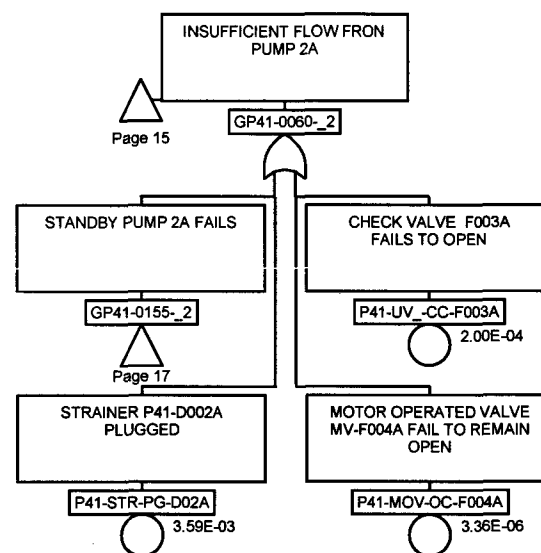 INSUFFICIENT FLOW FRON
PUMP 2A
Page 15
GP41-0060-_2
STANDBY PUMP 2A FAILS
GP41-0155-_2
Page 17
CHECK VALVE F003A
FAILS TO OPEN
P41-UV_-CC-F003A
2.00E-04
STRAINER P41-D002A
PLUGGED
P41-STR-PG-D02A
3.59E-03
MOTOR OPERATED VALVE
MV-F004A FAIL TO REMAIN
OPEN
P41-MOV-OC-F004A
3.36E-06